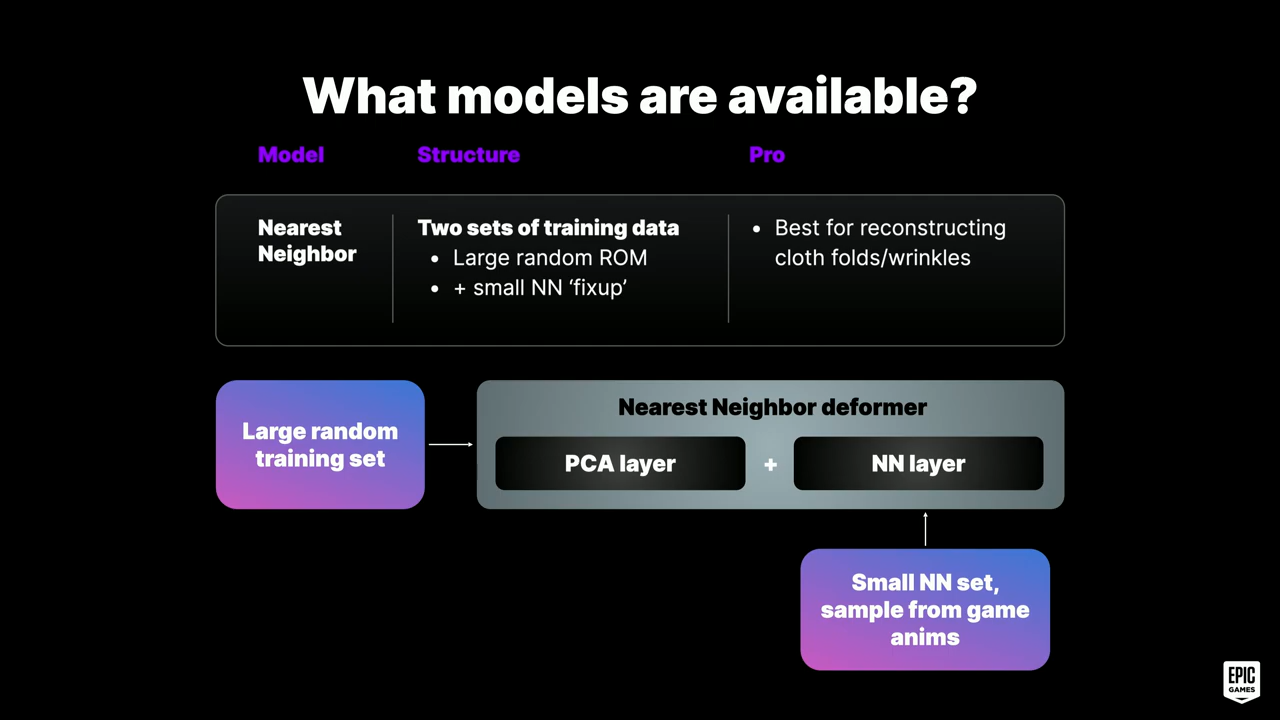 What models are available?
Model
Structure
Pro
Nearest
Neighbor
Two sets of training data
• Large random ROM
• + small NN ‘fixup’
• Best for reconstructing
cloth folds/wrinkles
Large random
training set
Nearest Neighbor deformer
PCA layer
+
NN layer
Small NN set,
sample from game
anims
EPIC
GAMES